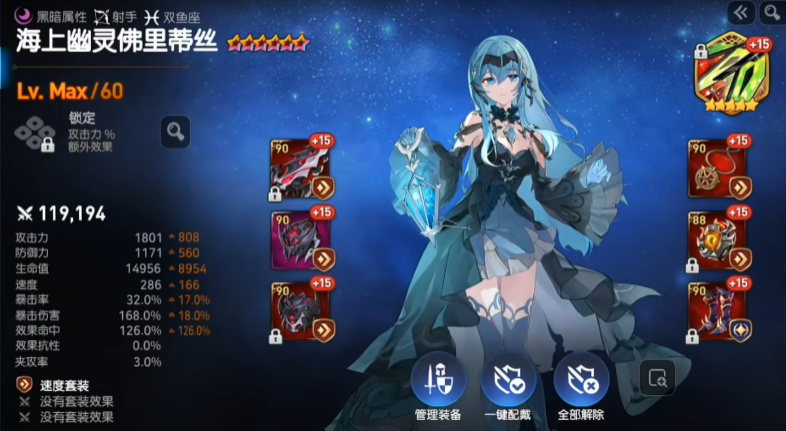 黑暗属性 射手 双鱼座
海上幽灵佛里蒂丝
Lv. Max/60
锁定
攻击力 %
额外效果
119,194
攻击力 1801 808
防御力 1171 560
生命值 14956 8954
速度 286 166
暴击率 32.0% 17.0%
暴击伤害 168.0% 18.0%
效果命中 126.0% 126.0%
效果抗性 0.0%
夹攻率 3.0%
速度套装
没有套装效果
没有套装效果
90 +15
90 +15
90 +15
+15
90 +15
88 +15
90 +15
管理装备 一键配戴 全部解除